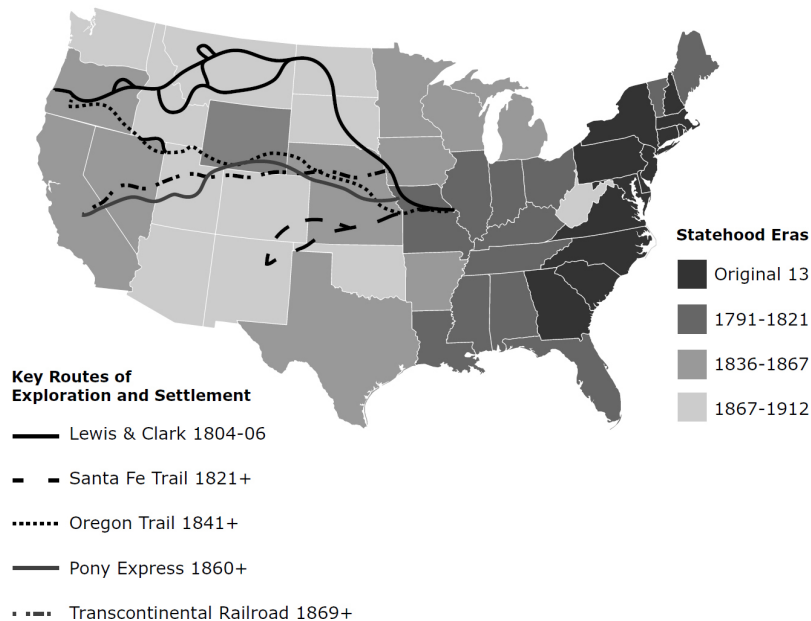 Statehood Eras
Original 13
1791-1821
1836-1867
1867-1912
Key Routes of
Exploration and Settlement
Lewis & Clark 1804-06
Santa Fe Trail 1821+
Oregon Trail 1841+
Pony Express 1860+
Transcontinental Railroad 1869+